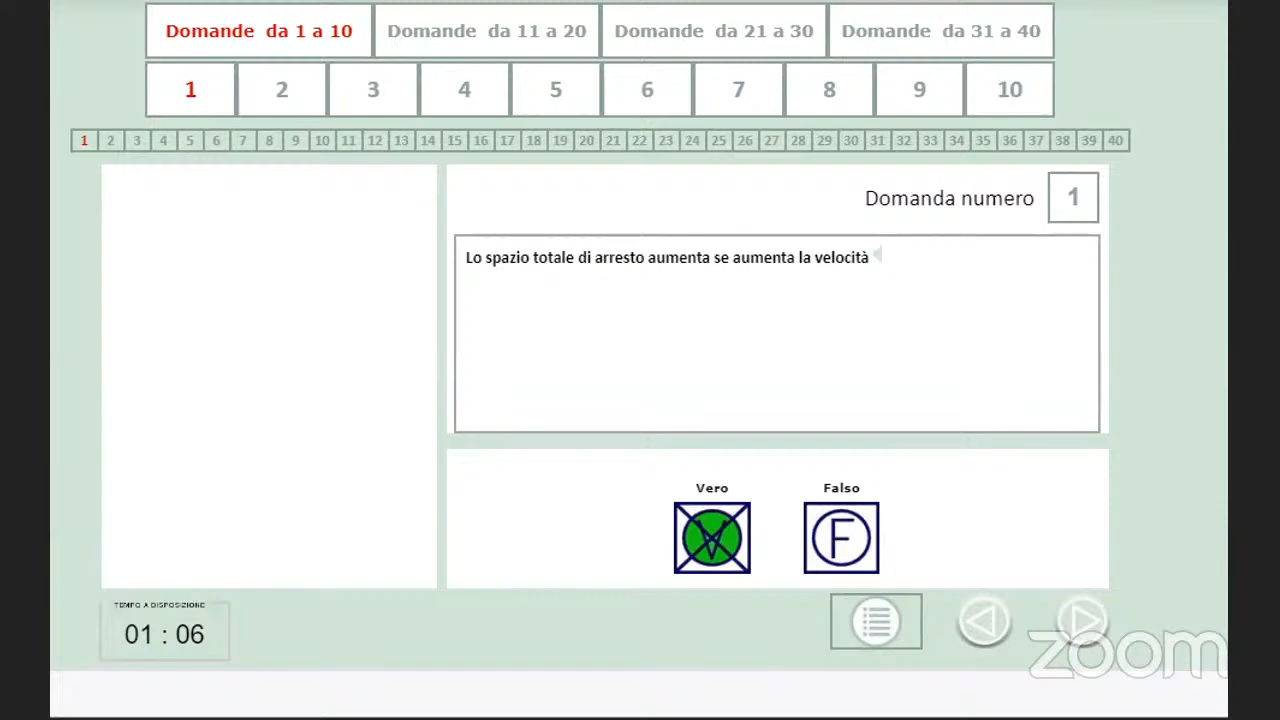 Domande da 1 a 10 Domande da 11 a 20 Domande da 21 a 30 Domande da 31 a 40
1 2 3 4 5 6 7 8 9 10
1 2 3 4 5 6 7 8 9 10 11 12 13 14 15 16 17 18 19 20 21 22 23 24 25 26 27 28 29 30 31 32 33 34 35 36 37 38 39 40
Domanda numero 1
Lo spazio totale di arresto aumenta se aumenta la velocità
Vero Falso
V F
TEMPO A DISPOSIZIONE
01 : 06
zoom